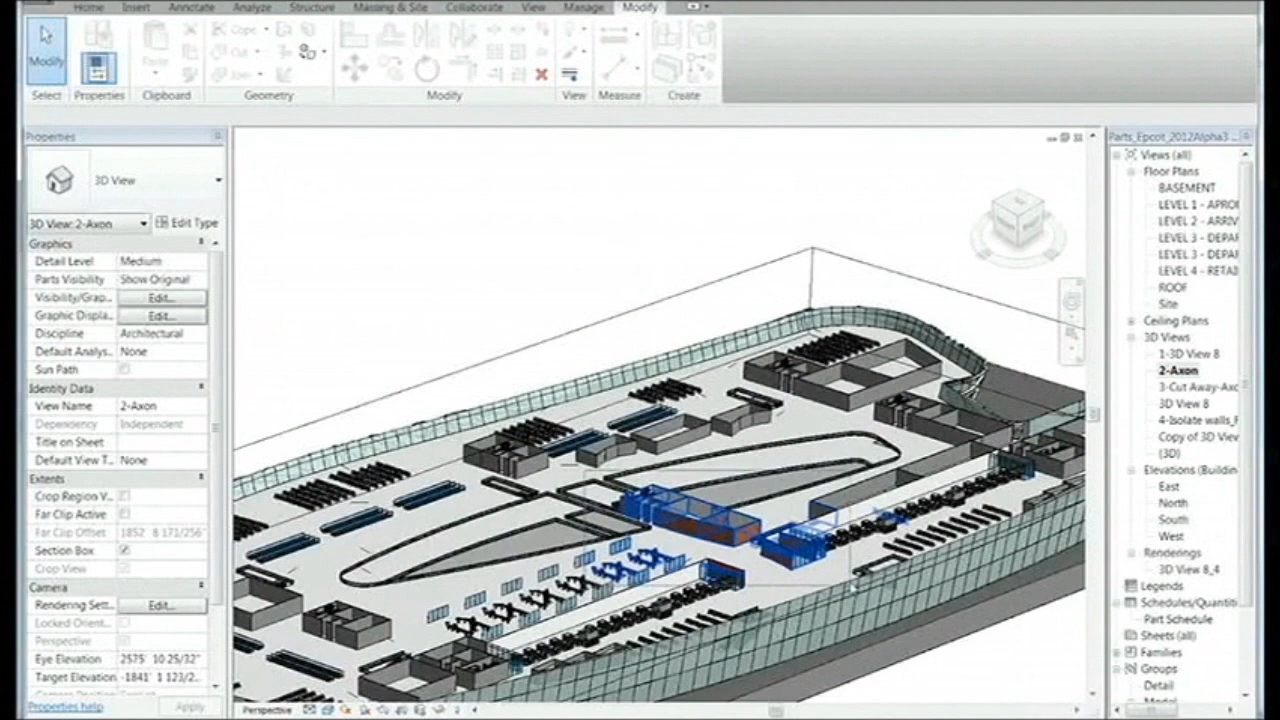 Home Insert Annotate Analyze Structure Massing & Site Collaborate View Manage Modify
Modify
Cope
Cut
Join
Paste
Select Properties Clipboard Geometry Modify View Measure Create
Properties
3D View
3D View: 2-Axon Edit Type
Graphics
Detail Level Medium
Parts Visibility Show Original
Visibility/Grap... Edit...
Graphic Displa... Edit...
Discipline Architectural
Default Analys... None
Sun Path
Identity Data
View Name 2-Axon
Dependency Independent
Title on Sheet
Default View T... None
Extents
Crop Region V...
Far Clip Active
Far Clip Offset 1852' 8 171/256"
Section Box
Crop View
Camera
Rendering Sett... Edit...
Locked Orient...
Perspective
Eye Elevation 2575' 10 25/32"
Target Elevation -1841' 1 123/2...
Properties help Apply
Perspective
Parts_Epcot_2012Alpha3 ...
Views (all)
Floor Plans
BASEMENT
LEVEL 1 - APRO
LEVEL 2 - ARRIV
LEVEL 3 - DEPAR
LEVEL 3 - DEPAR
LEVEL 4 - RETAI
ROOF
Site
Ceiling Plans
3D Views
1-3D View 8
2-Axon
3-Cut Away-Axo
3D View 8
4-Isolate walls_
Copy of 3D View
(3D)
Elevations (Buildin
East
North
South
West
Renderings
3D View 8_4
Legends
Schedules/Quantiti
Part Schedule
Sheets (all)
Families
Groups
Detail